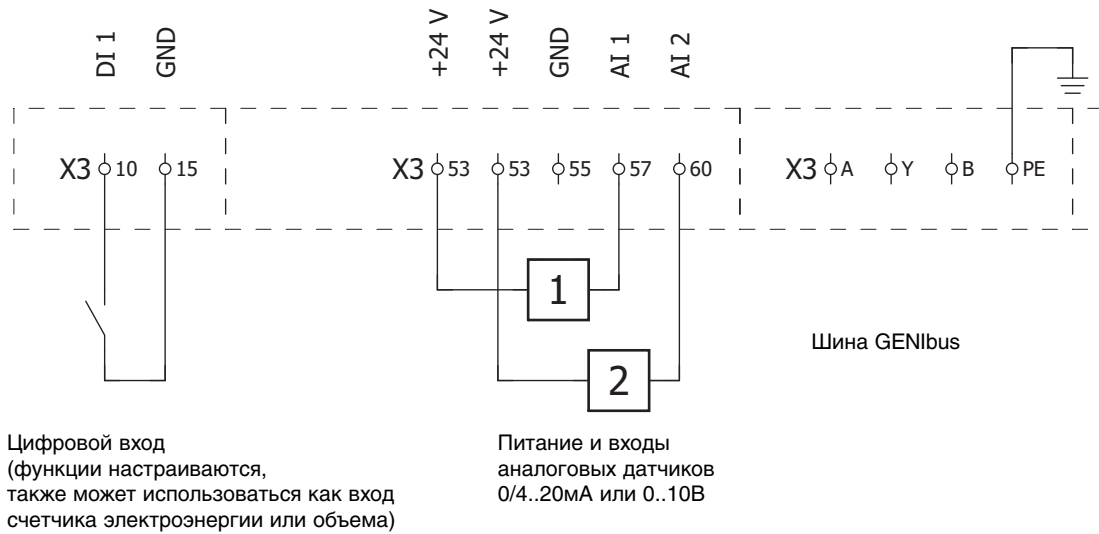 DI 1 GND +24 V +24 V GND AI 1 AI 2
X3 10 15 X3 53 53 55 57 60 X3 A Y B PE
1
2
Шина GENIbus
Цифровой вход
(функции настраиваются,
также может использоваться как вход
счетчика электроэнергии или объема)
Питание и входы
аналоговых датчиков
0/4..20мА или 0..10В